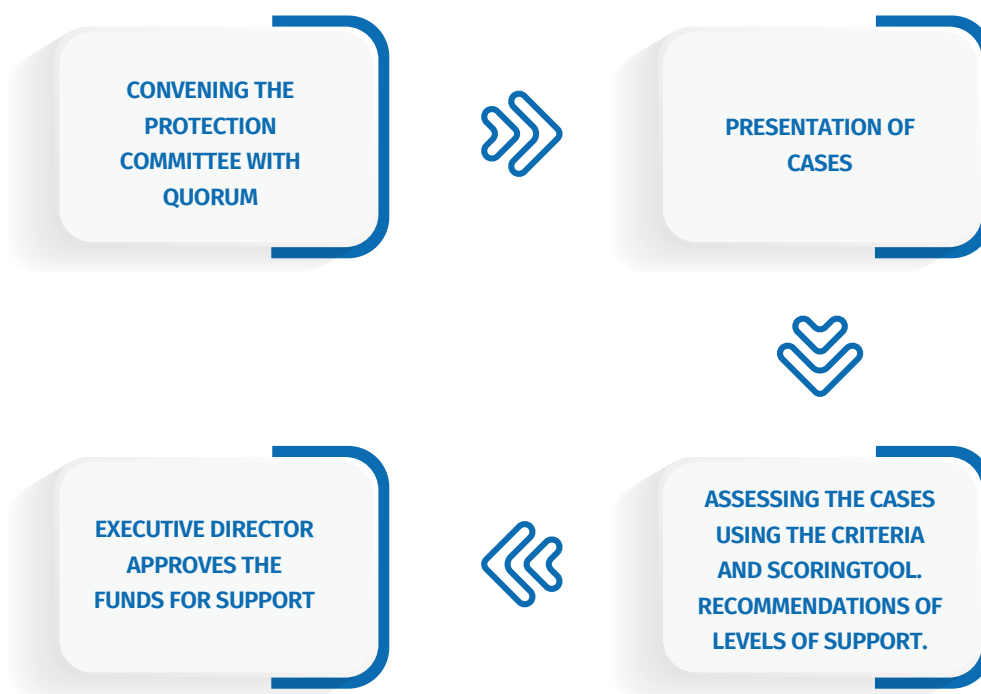 CONVENING THE
PROTECTION
COMMITTEE WITH
QUORUM
PRESENTATION OF
CASES
ASSESSING THE CASES
USING THE CRITERIA
AND SCORINGTOOL.
RECOMMENDATIONS OF
LEVELS OF SUPPORT.
EXECUTIVE DIRECTOR
APPROVES THE
FUNDS FOR SUPPORT